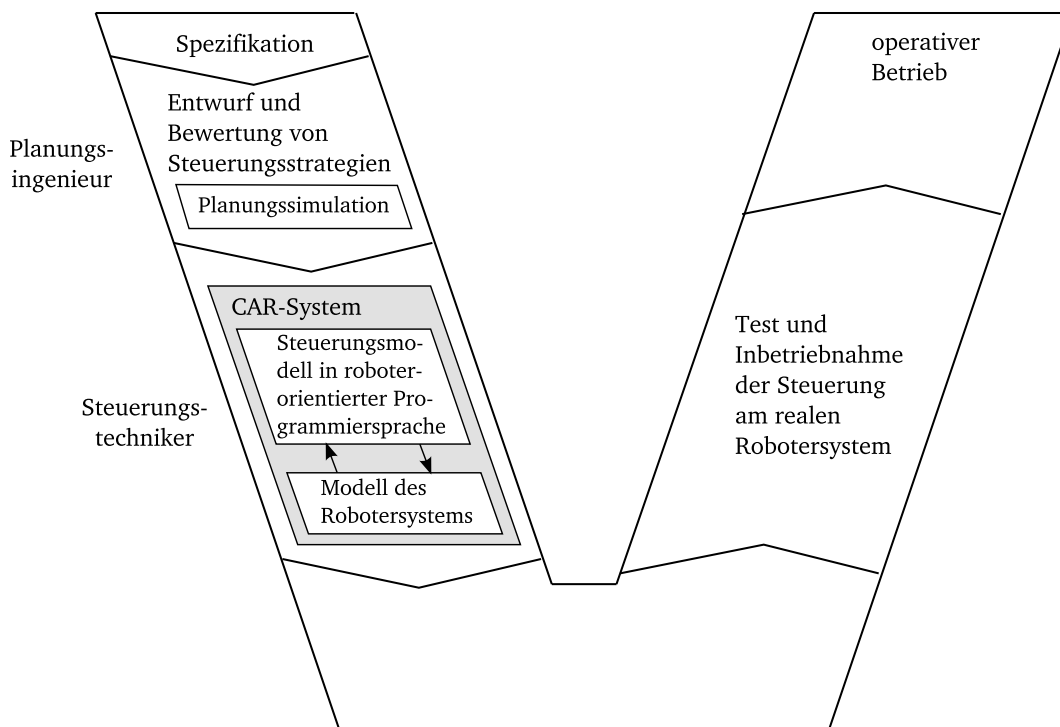 Spezifikation
Entwurf und
Bewertung von
Steuerungsstrategien
Planungssimulation
Planungs-
ingenieur
CAR-System
Steuerungsmo-
dell in roboter-
orientierter Pro-
grammiersprache
Modell des
Robotersystems
Steuerungs-
techniker
operativer
Betrieb
Test und
Inbetriebnahme
der Steuerung
am realen
Robotersystem